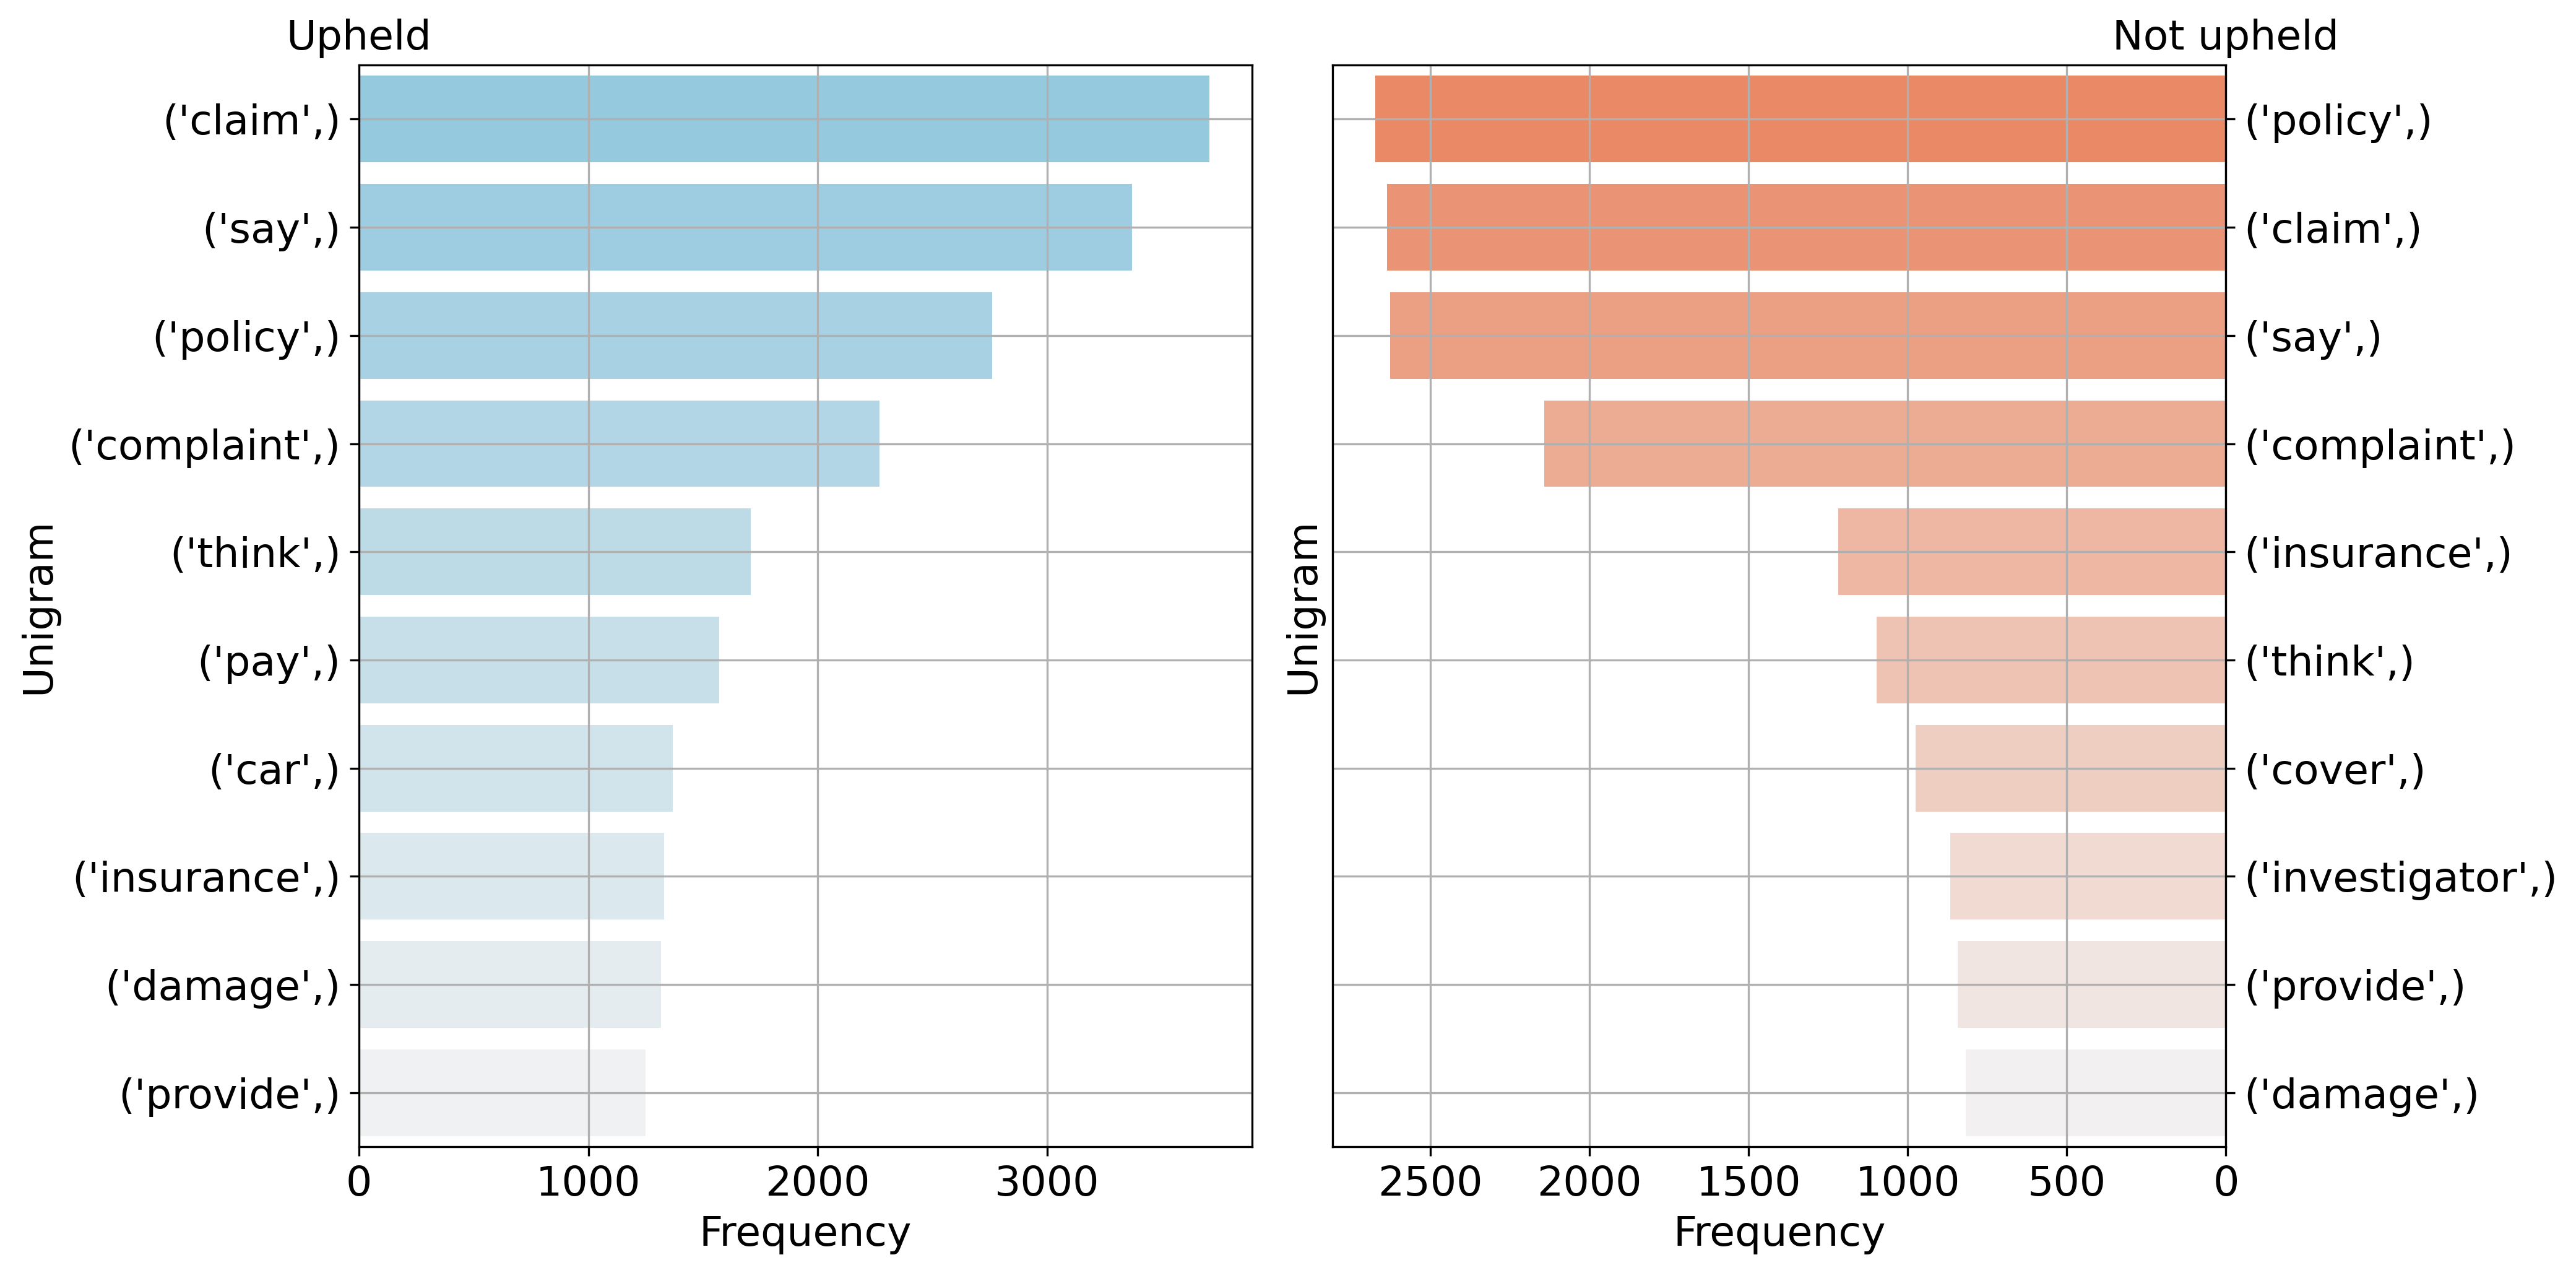 Upheld
Unigram
('claim',)
('say',)
('policy',)
('complaint',)
('think',)
('pay',)
('car',)
('insurance',)
('damage',)
('provide',)
0 1000 2000 3000
Frequency
Not upheld
Unigram
('policy',)
('claim',)
('say',)
('complaint',)
('insurance',)
('think',)
('cover',)
('investigator',)
('provide',)
('damage',)
2500 2000 1500 1000 500 0
Frequency